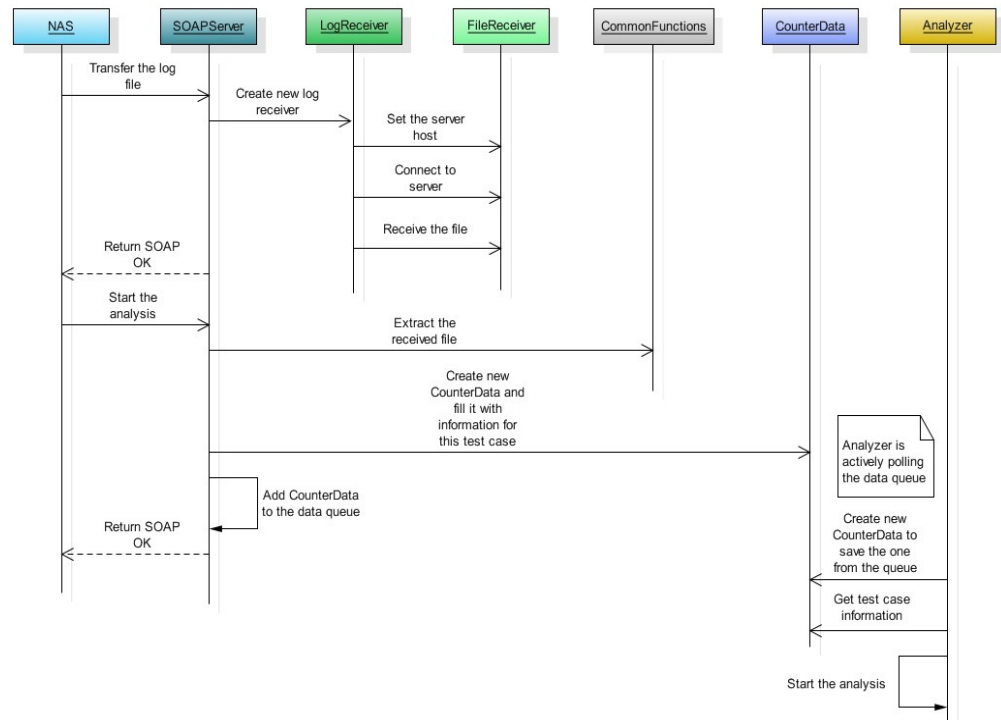 NAS
SOAPServer
LogReceiver
FileReceiver
CommonFunctions
CounterData
Analyzer
Transfer the log
file
Create new log
receiver
Set the server
host
Connect to
server
Receive the file
Return SOAP
OK
Start the
analysis
Extract the
received file
Create new
CounterData and
fill it with
information for
this test case
Analyzer is
actively polling
the data queue
Add CounterData
to the data queue
Return SOAP
OK
Create new
CounterData to
save the one
from the queue
Get test case
information
Start the analysis